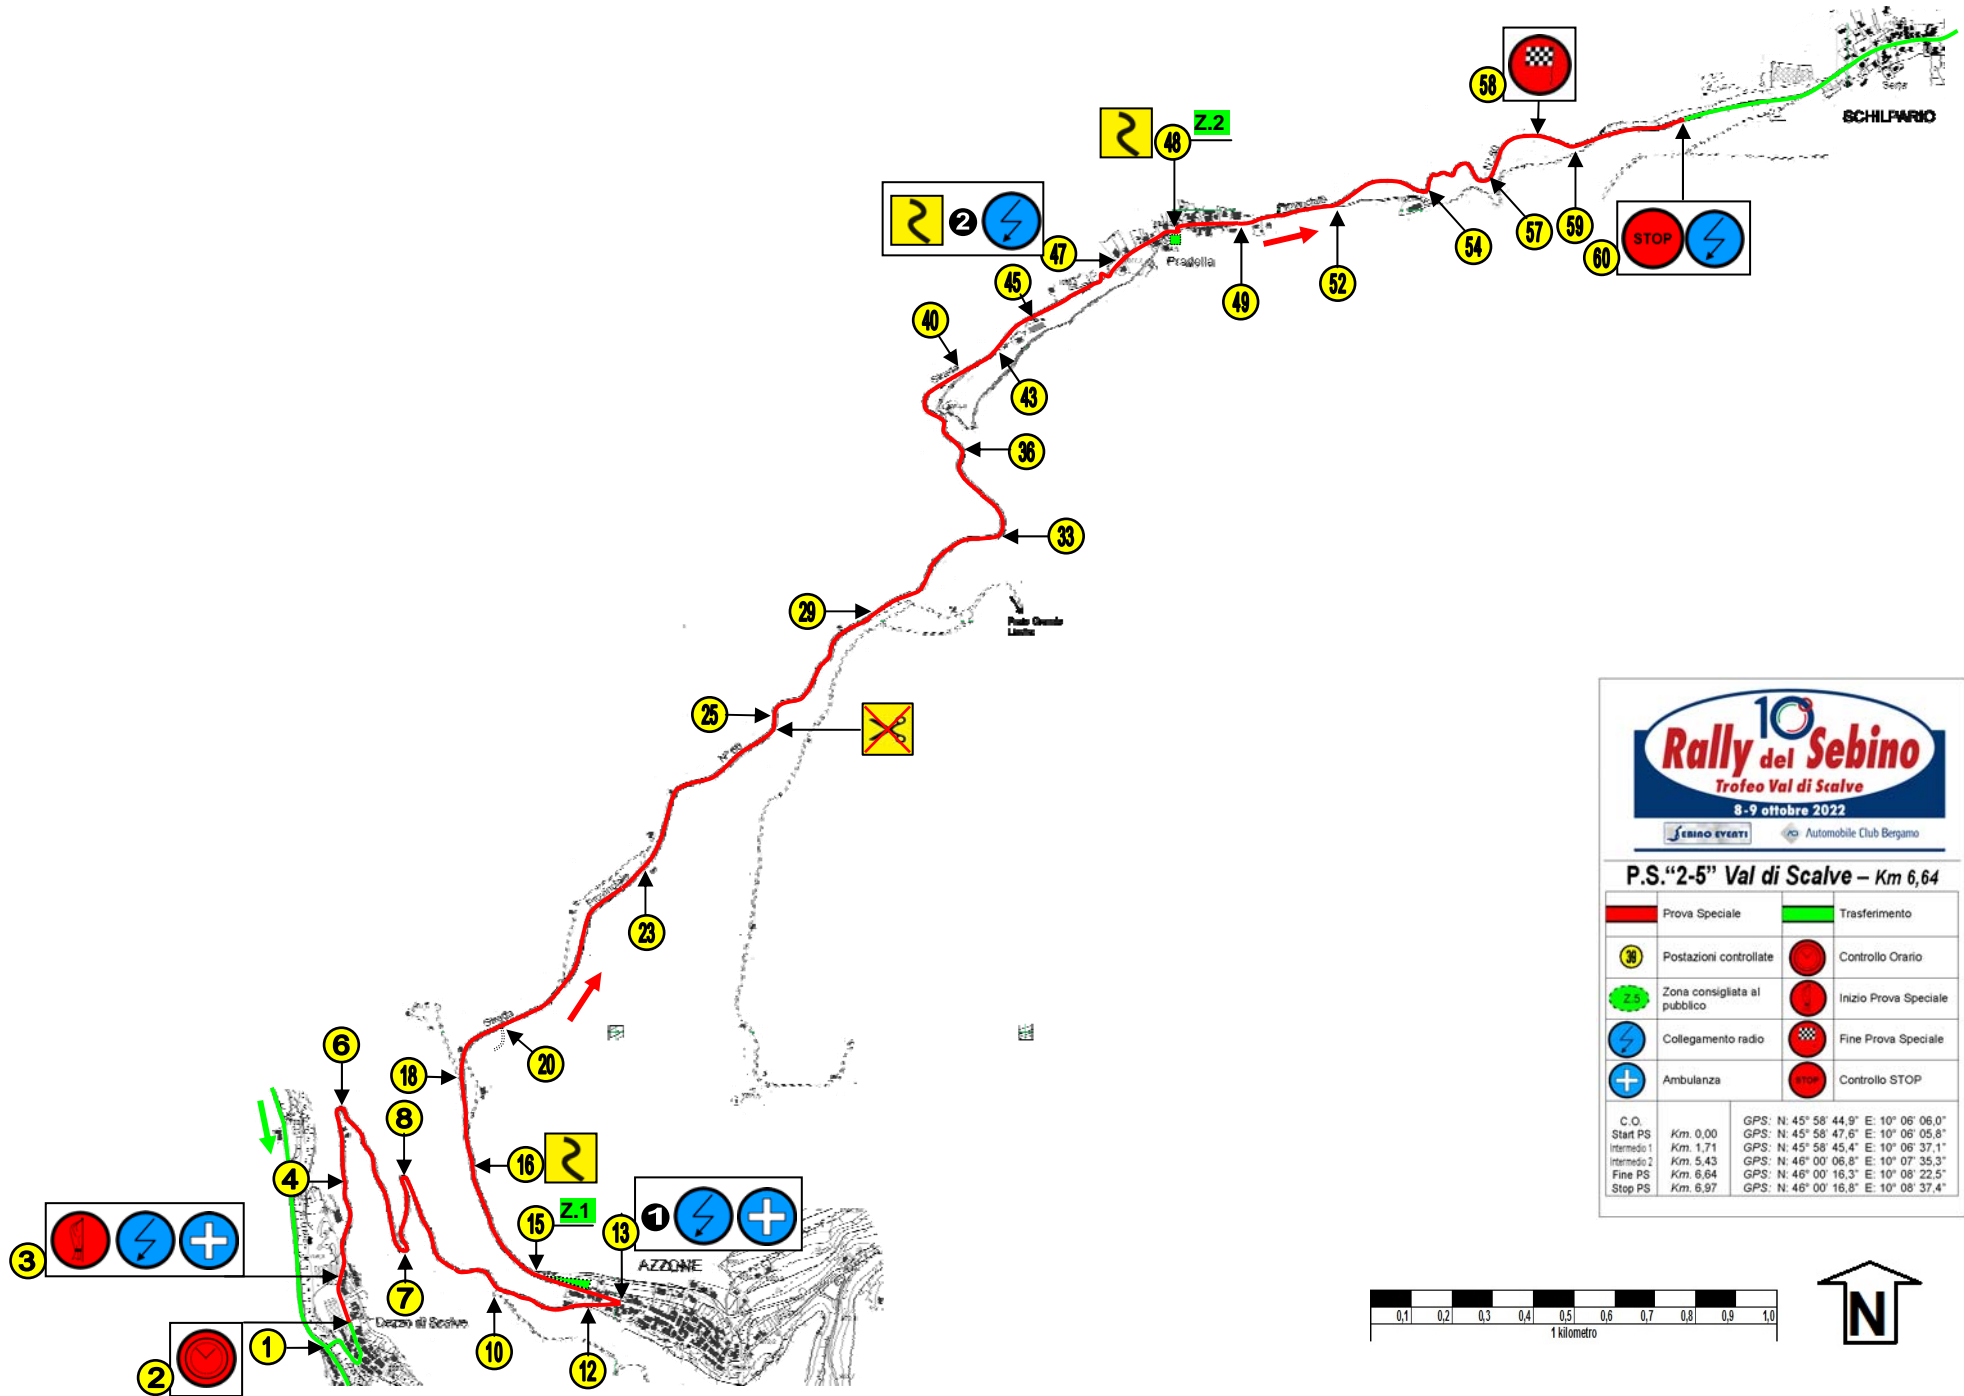 58
SCHILPARIO
Z.2
48
2
47
Pradella
57
59
STOP
60
54
52
49
45
40
43
36
33
29
25
N° 60
23
Strada
20
18
6
8
4
16
Z.1
15
13
1
AZZONE
3
7
Dezzo di Scalve
10
12
1
2
10
Rally del Sebino
Trofeo Val di Scalve
8-9 ottobre 2022
SEBINO EVENTI
Automobile Club Bergamo
P.S."2-5" Val di Scalve – Km 6,64
Prova Speciale
Trasferimento
39
Postazioni controllate
Controllo Orario
Z.5
Zona consigliata al
pubblico
Inizio Prova Speciale
Collegamento radio
Fine Prova Speciale
Ambulanza
STOP
Controllo STOP
C.O. GPS: N: 45° 58' 44,9" E: 10° 06' 06,0"
Start PS Km. 0,00 GPS: N: 45° 58' 47,6" E: 10° 06' 05,8"
Intermedio 1 Km. 1,71 GPS: N: 45° 58' 45,4" E: 10° 06' 37,1"
Intermedio 2 Km. 5,43 GPS: N: 46° 00' 06,8" E: 10° 07' 35,3"
Fine PS Km. 6,64 GPS: N: 46° 00' 16,3" E: 10° 08' 22,5"
Stop PS Km. 6,97 GPS: N: 46° 00' 16,8" E: 10° 08' 37,4"
0,1 0,2 0,3 0,4 0,5 0,6 0,7 0,8 0,9 1,0
1 kilometro
N